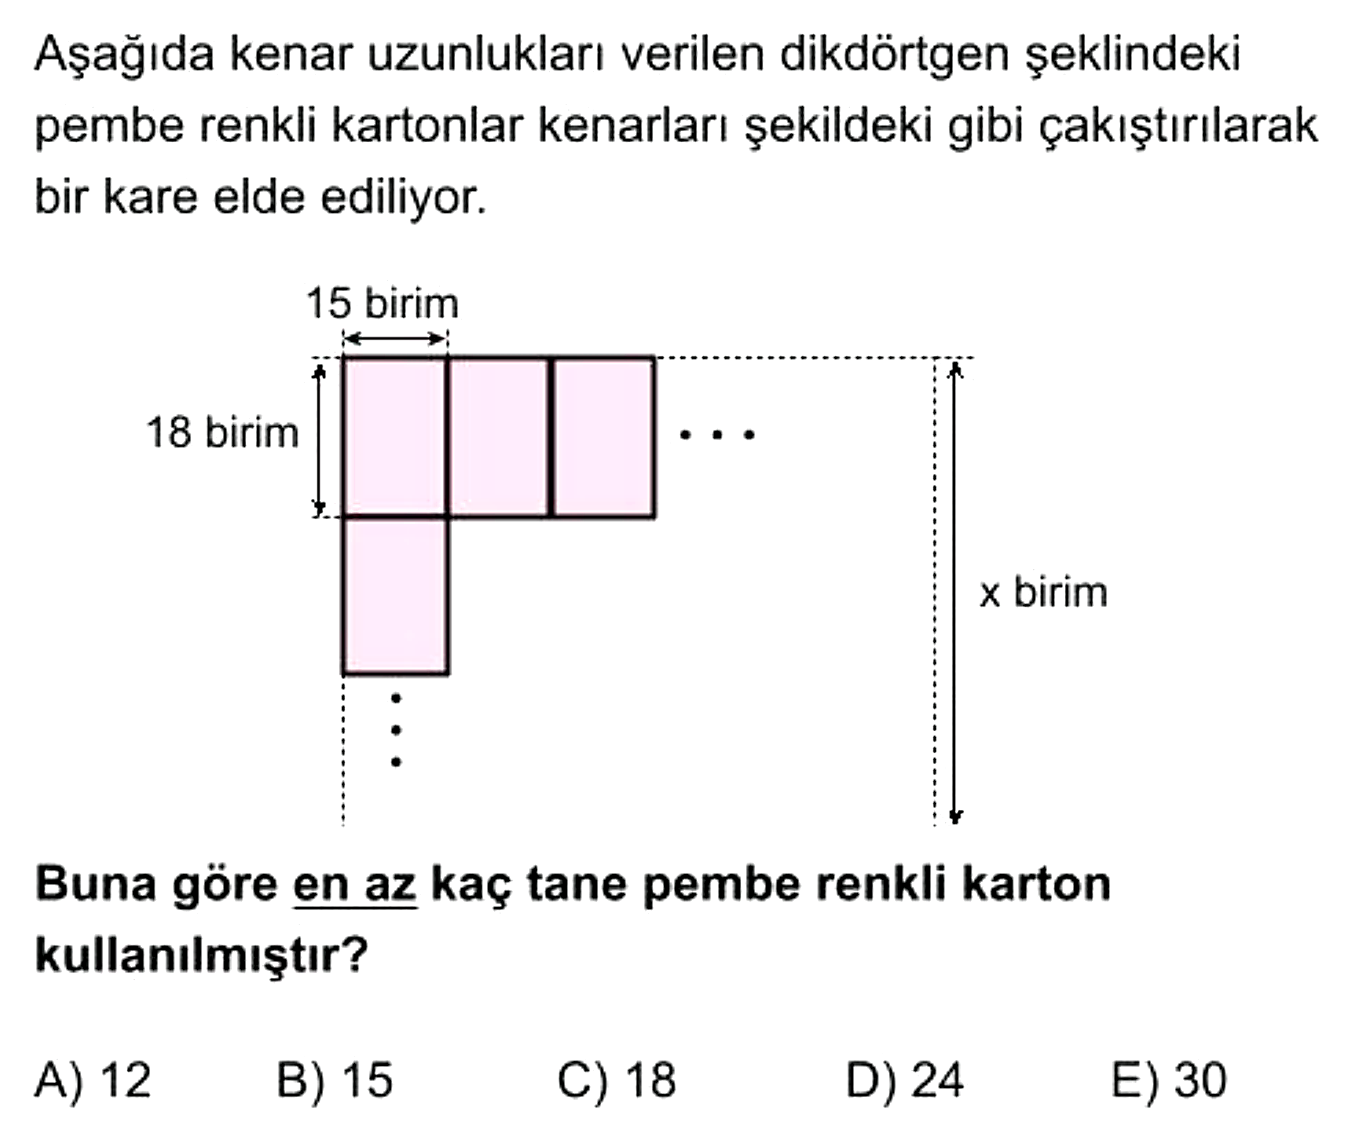 Aşağıda kenar uzunlukları verilen dikdörtgen şeklindeki
pembe renkli kartonlar kenarları şekildeki gibi çakıştırılarak
bir kare elde ediliyor.
15 birim
18 birim
x birim
Buna göre en az kaç tane pembe renkli karton
kullanılmıştır?
A) 12 B) 15 C) 18 D) 24 E) 30